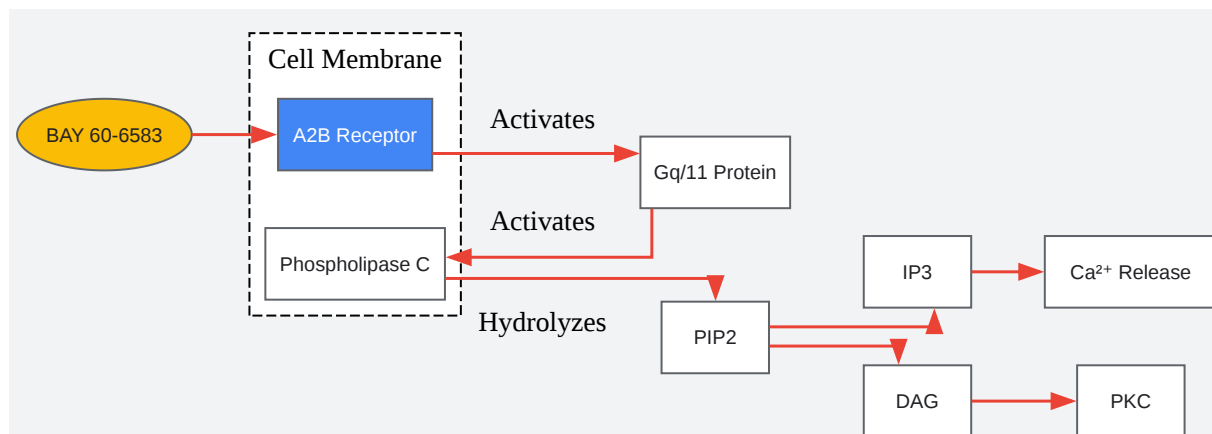 Cell Membrane
BAY 60-6583
A2B Receptor
Activates
Gq/11 Protein
Activates
Phospholipase C
Hydrolyzes
PIP2
IP3
Ca²⁺ Release
DAG
PKC